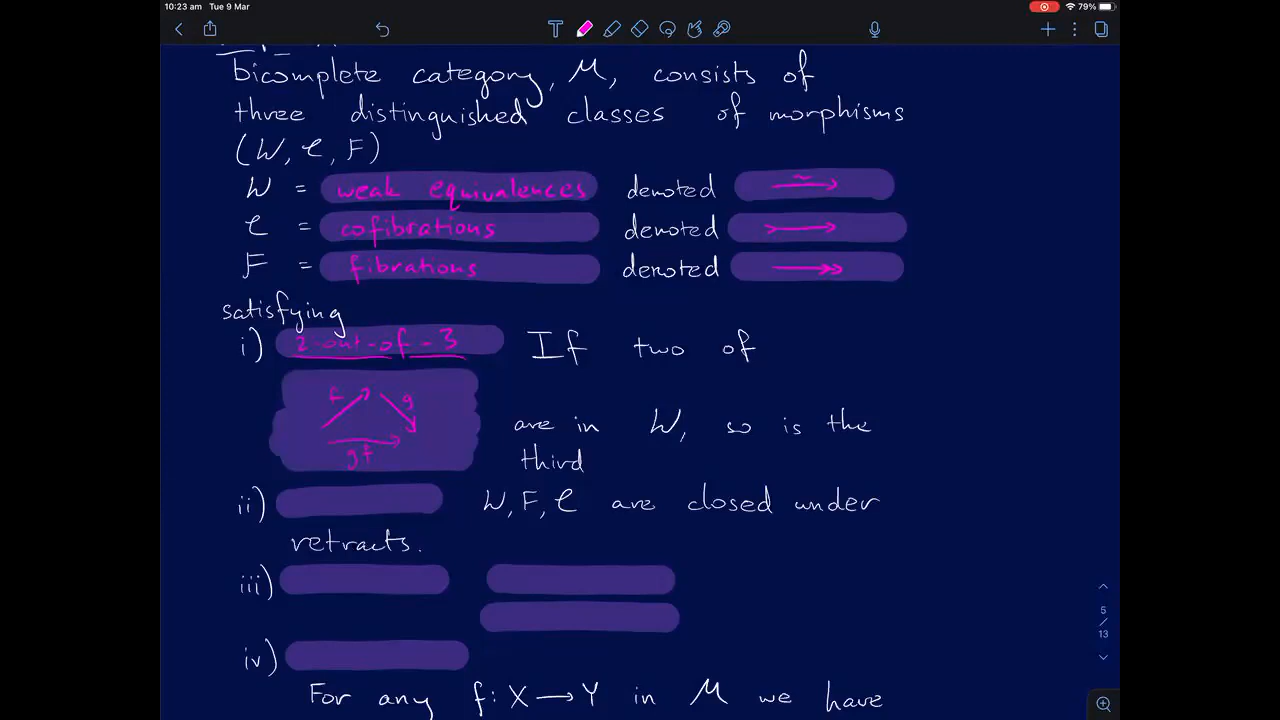 10:23 am Tue 9 Mar
79%
bicomplete category, M, consists of
three distinguished classes of morphisms
(W, C, F)
W = weak equivalences denoted ⥲
C = cofibrations denoted ↣
F = fibrations denoted ↠
satisfying
i) 2-out-of-3 If two of
f g
gf
are in W, so is the
third
ii) W, F, C are closed under
retracts.
iii)
iv)
For any f: X → Y in M we have
5
/
13